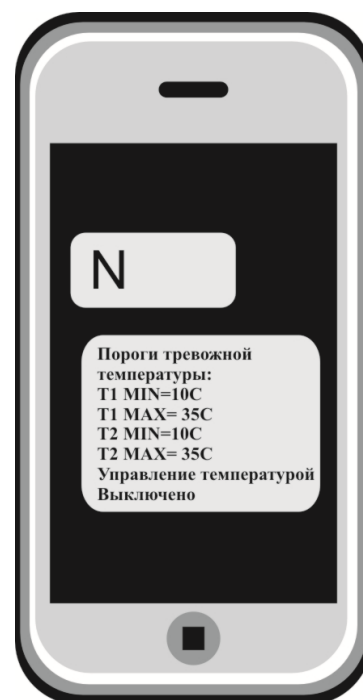 N
Пороги тревожной
температуры:
T1 MIN=10C
T1 MAX= 35C
T2 MIN=10C
T2 MAX= 35C
Управление температурой
Выключено